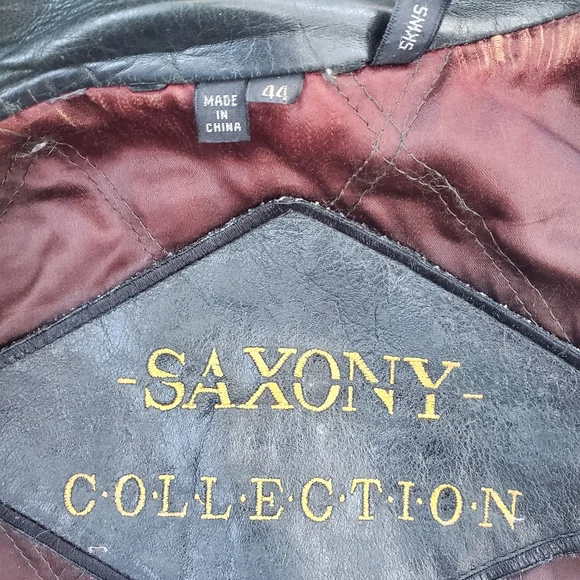 SKINS
MADE
IN
CHINA
44
-SAXONY-
C·O·L·L·E·C·T·I·O·N